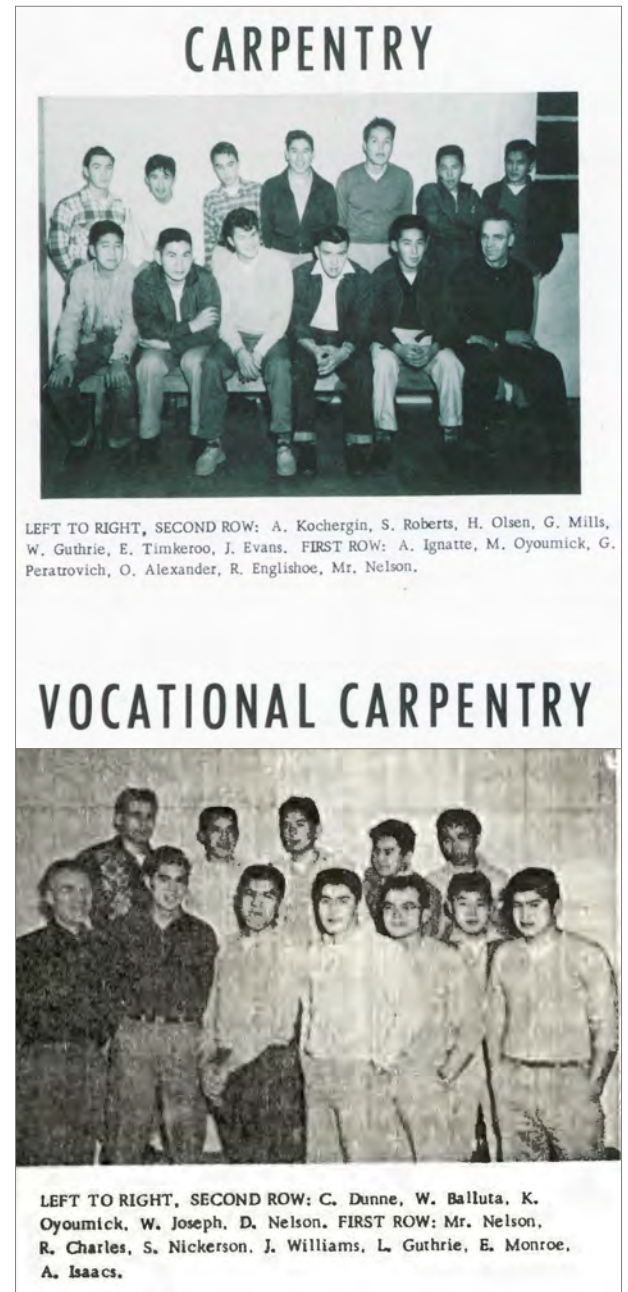 CARPENTRY
LEFT TO RIGHT, SECOND ROW: A. Kochergin, S. Roberts, H. Olsen, G. Mills,
W. Guthrie, E. Timkeroo, J. Evans. FIRST ROW: A. Ignatte, M. Oyoumick, G.
Peratrovich, O. Alexander, R. Englishoe, Mr. Nelson.
VOCATIONAL CARPENTRY
LEFT TO RIGHT, SECOND ROW: C. Dunne, W. Balluta, K.
Oyoumick, W. Joseph, D. Nelson. FIRST ROW: Mr. Nelson,
R. Charles, S. Nickerson, J. Williams, L. Guthrie, E. Monroe,
A. Isaacs.